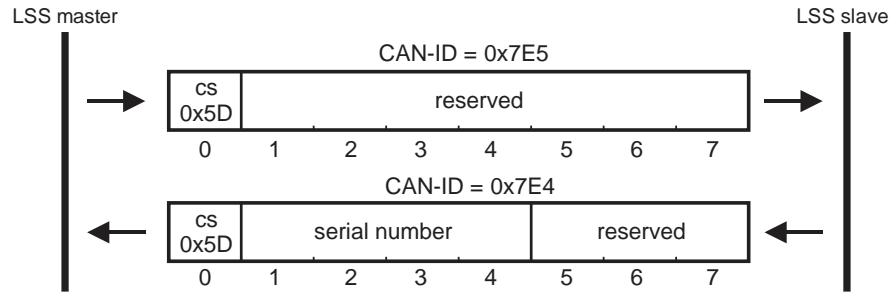 LSS master
LSS slave
CAN-ID = 0x7E5
cs
0x5D
reserved
0 1 2 3 4 5 6 7
CAN-ID = 0x7E4
cs
0x5D
serial number
reserved
0 1 2 3 4 5 6 7